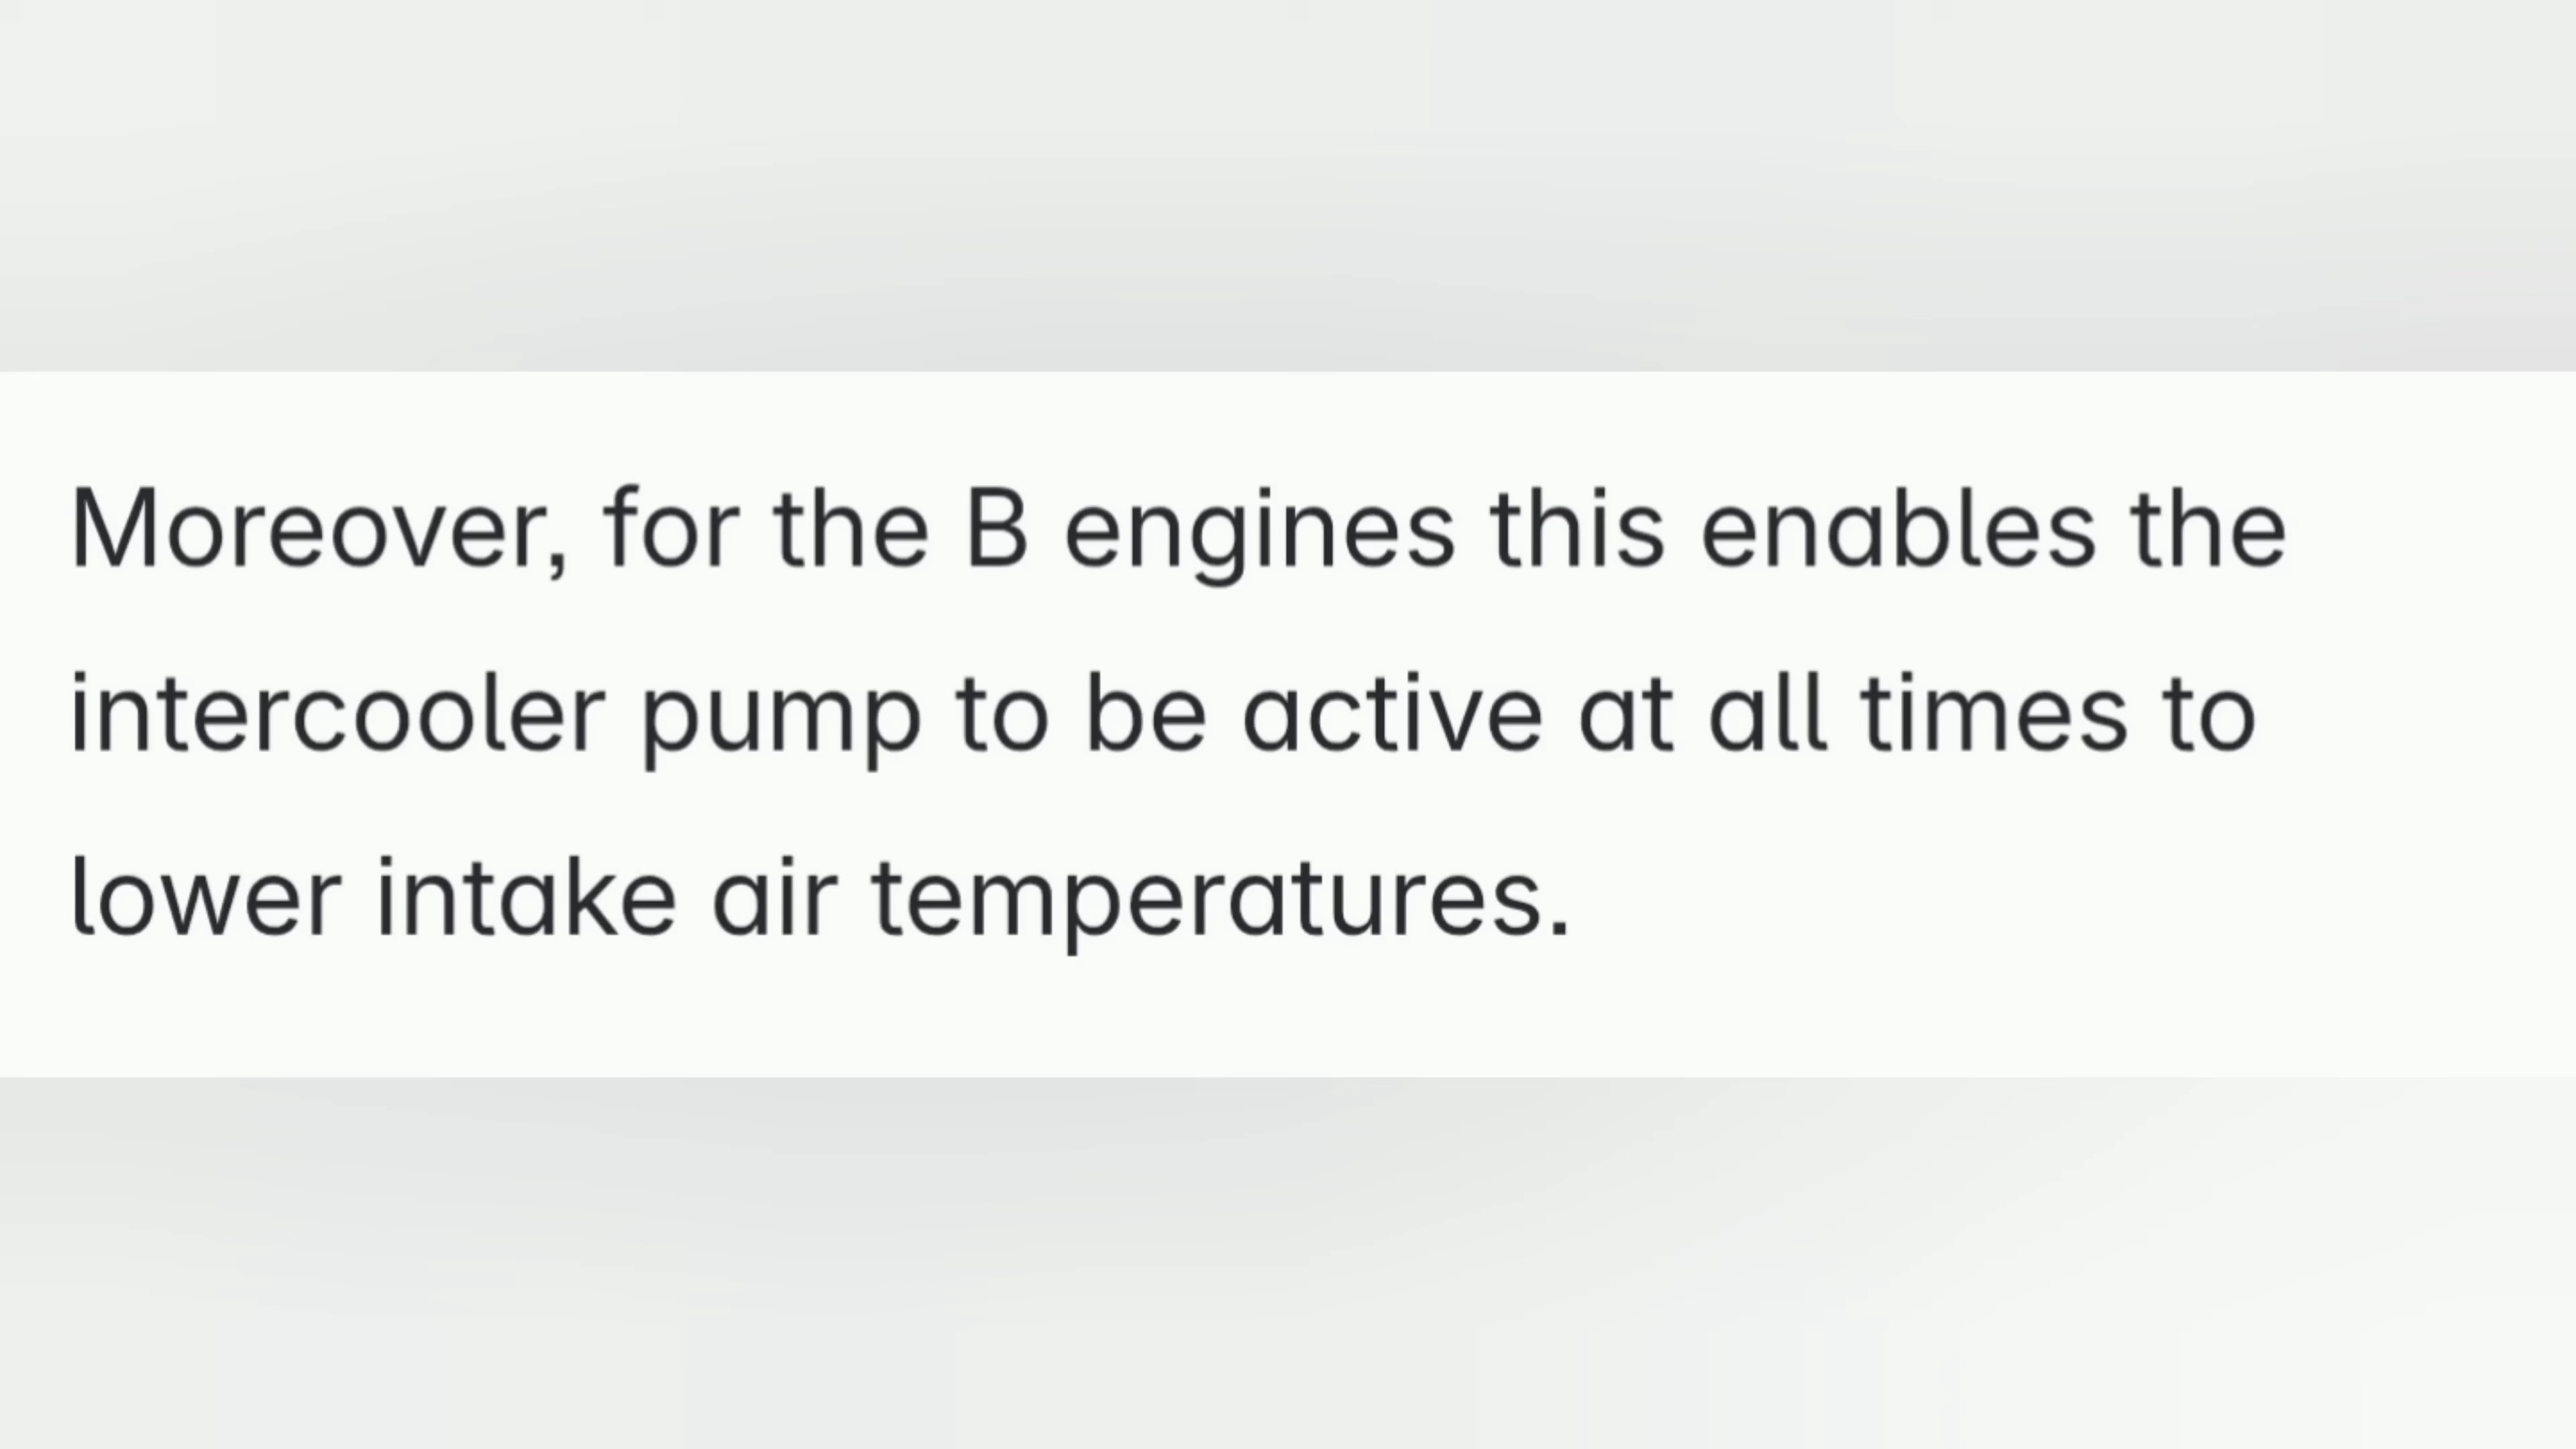 Moreover, for the B engines this enables the
intercooler pump to be active at all times to
lower intake air temperatures.